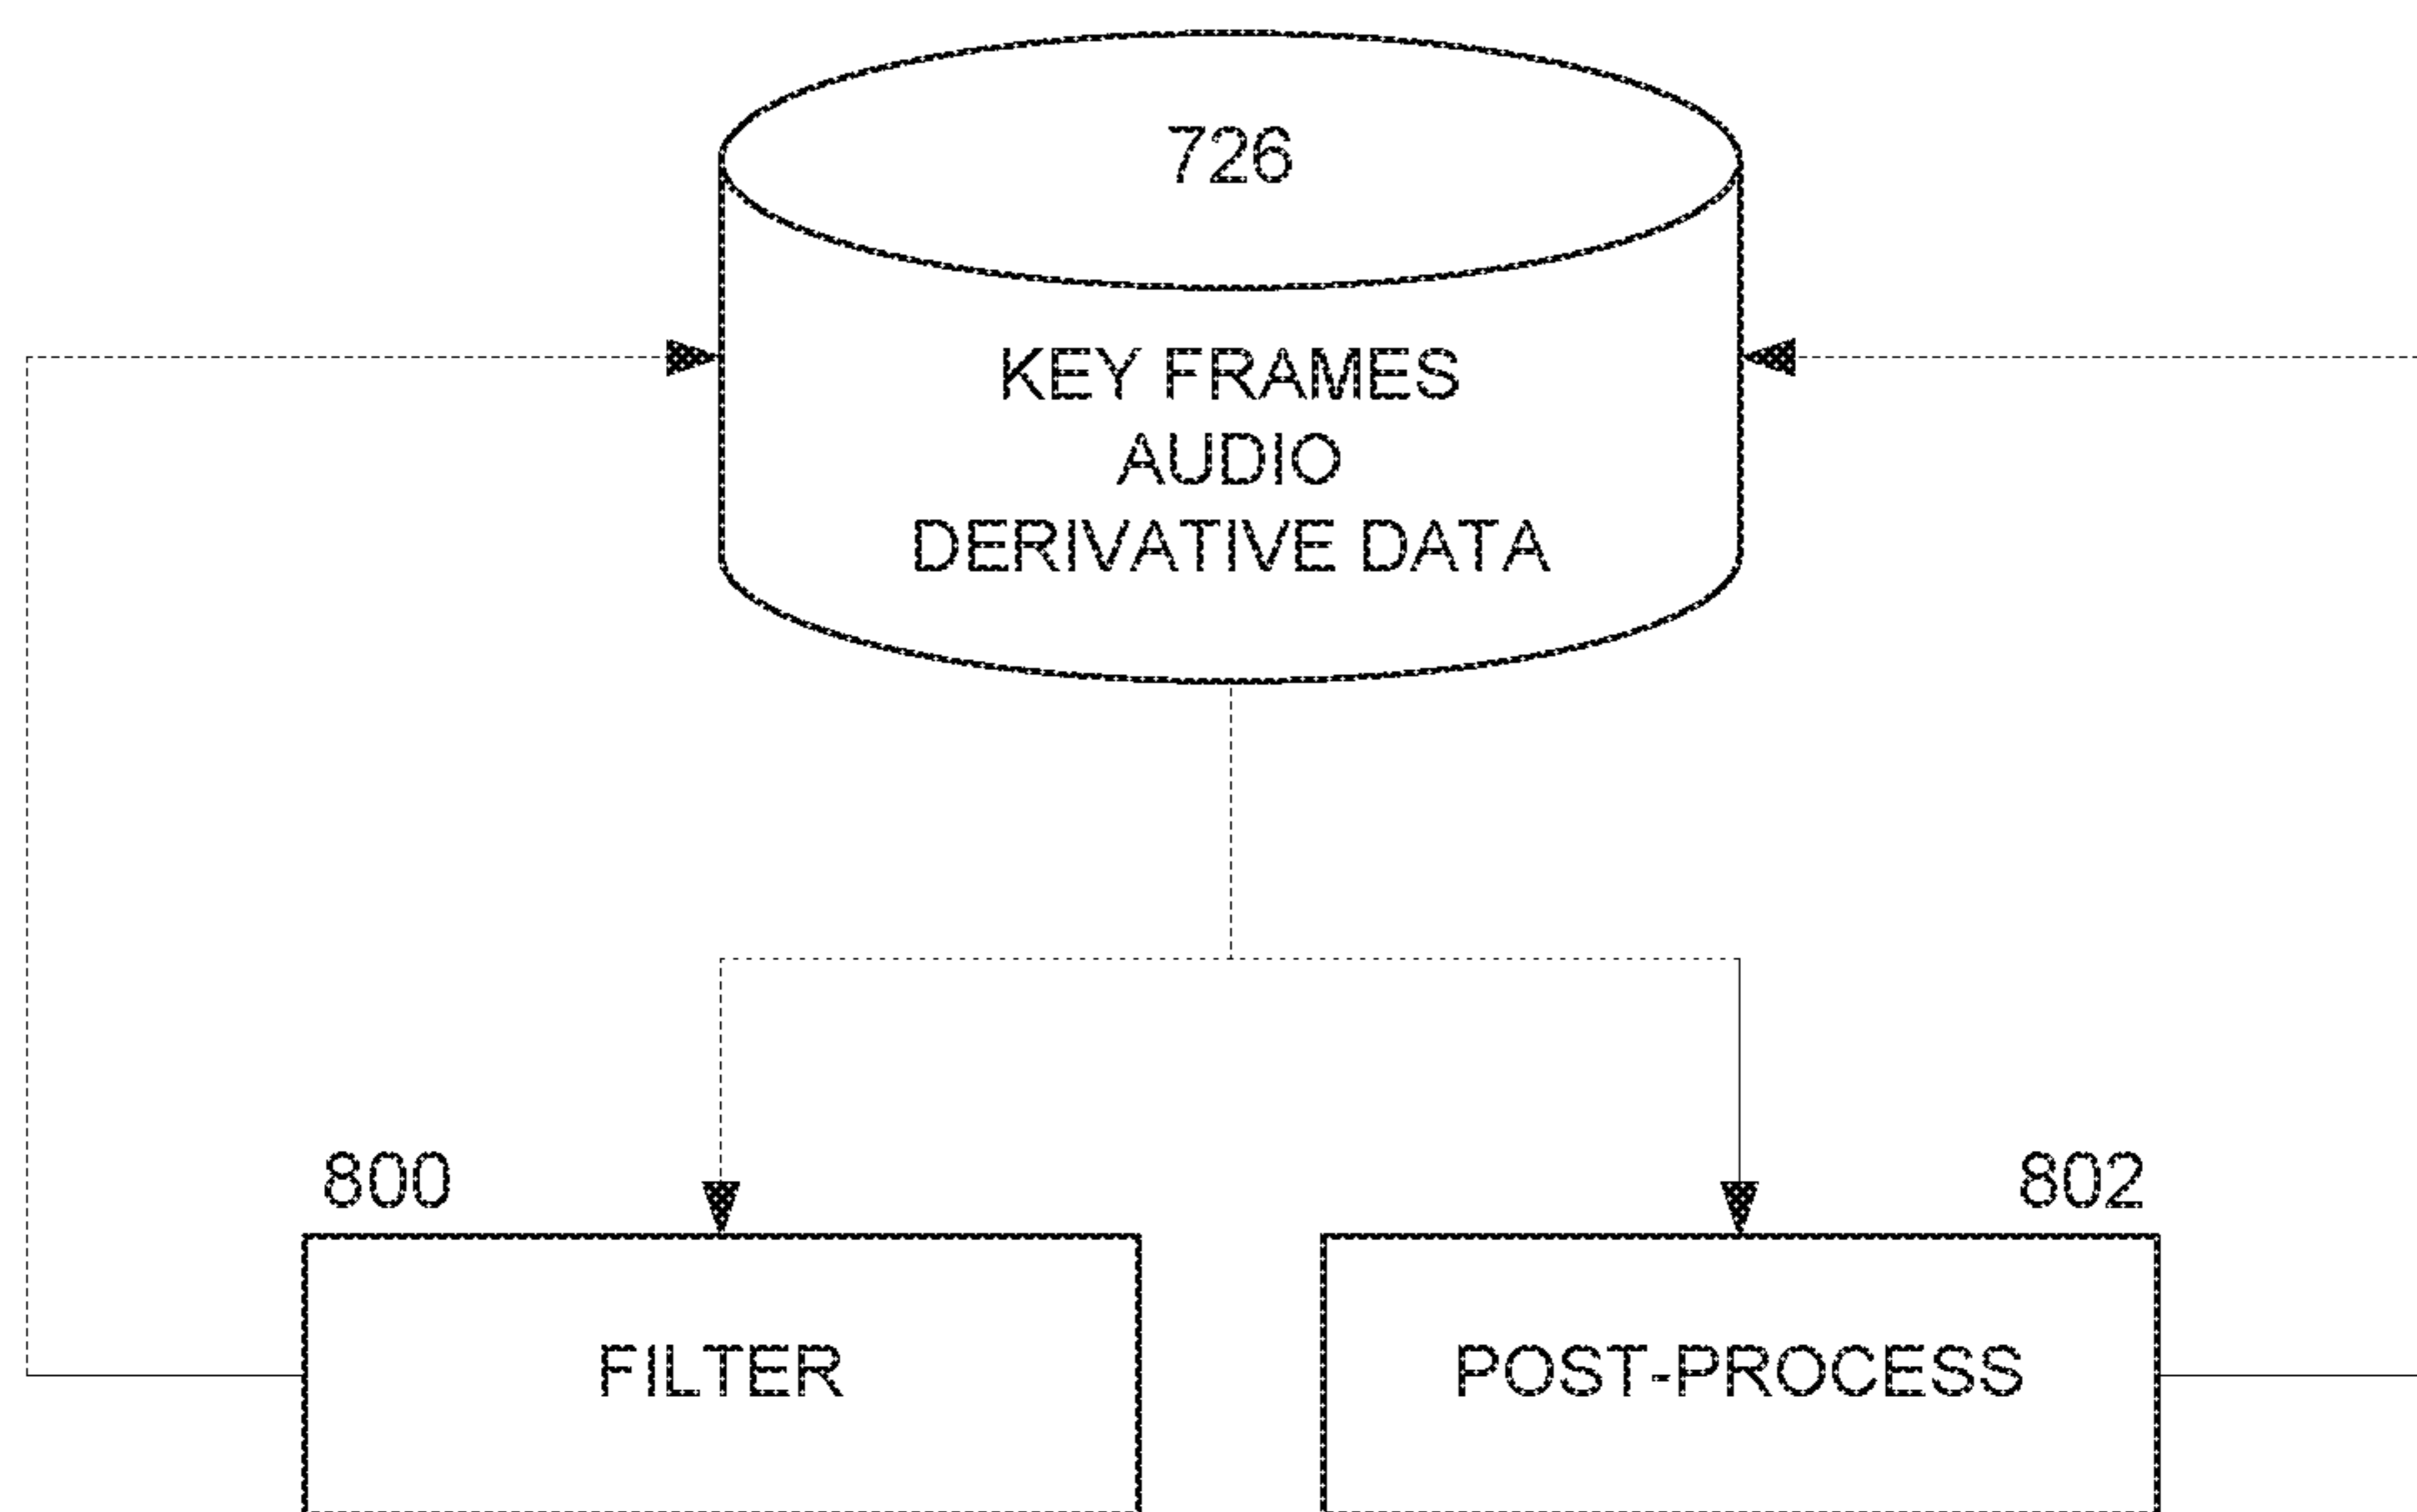 726
KEY FRAMES
AUDIO
DERIVATIVE DATA
800
802
FILTER
POST-PROCESS